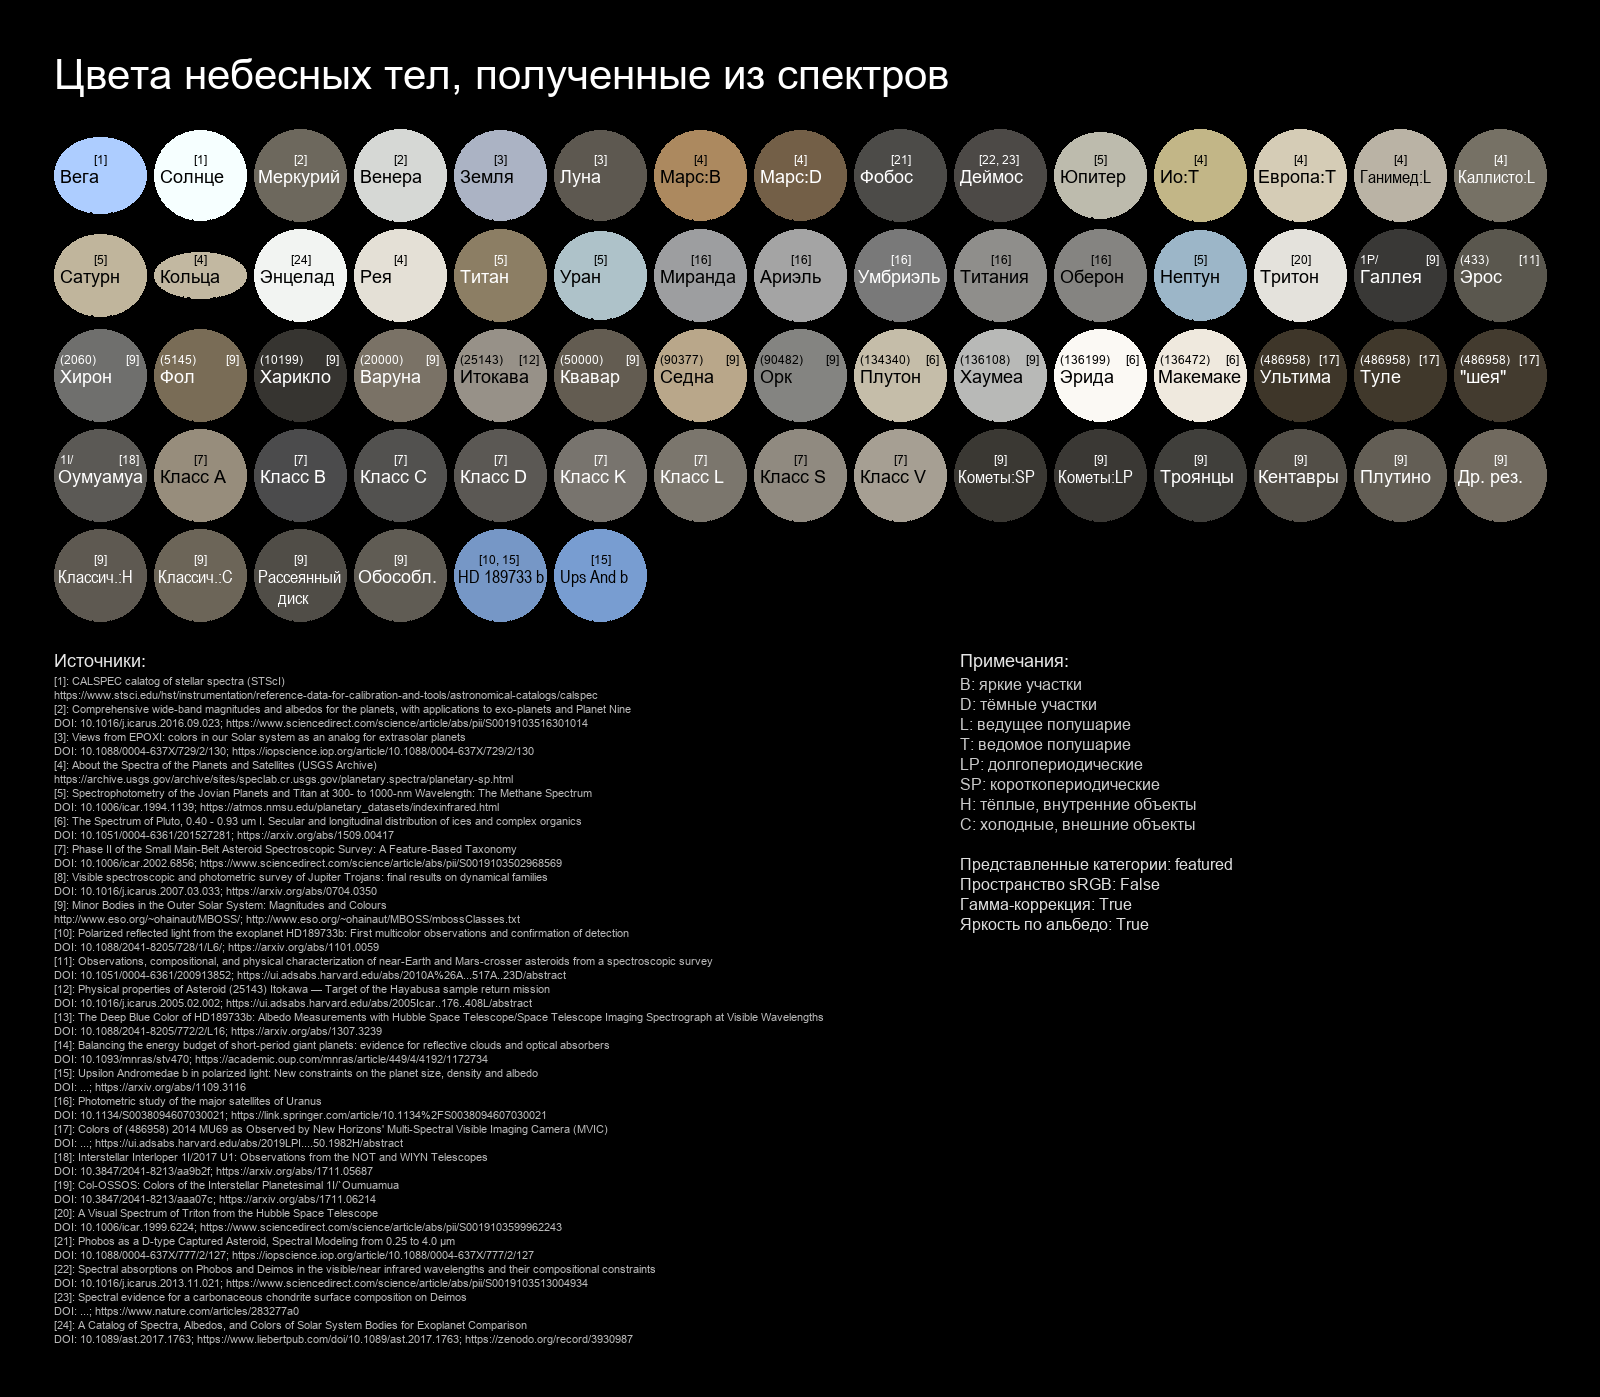 Цвета небесных тел, полученные из спектров
[1] [1] [2] [2] [3] [3] [4] [4] [21] [22, 23] [5] [4] [4] [4] [4]
Вега Солнце Меркурий Венера Земля Луна Марс:B Марс:D Фобос Деймос Юпитер Ио:T Европа:T Ганимед:L Каллисто:L
[5] [4] [24] [4] [5] [5] [16] [16] [16] [16] [16] [5] [20] 1P/ [9] (433) [11]
Сатурн Кольца Энцелад Рея Титан Уран Миранда Ариэль Умбриэль Титания Оберон Нептун Тритон Галлея Эрос
(2060) [9] (5145) [9] (10199) [9] (20000) [9] (25143) [12] (50000) [9] (90377) [9] (90482) [9] (134340) [6] (136108) [9] (136199) [6] (136472) [6] (486958) [17] (486958) [17] (486958) [17]
Хирон Фол Харикло Варуна Итокава Квавар Седна Орк Плутон Хаумеа Эрида Макемаке Ультима Туле "шея"
1I/ [18] [7] [7] [7] [7] [7] [7] [7] [7] [9] [9] [9] [9] [9] [9]
Оумуамуа Класс A Класс B Класс C Класс D Класс K Класс L Класс S Класс V Кометы:SP Кометы:LP Троянцы Кентавры Плутино Др. рез.
[9] [9] [9] [9] [10, 15] [15]
Классич.:H Классич.:C Рассеянный Обособл. HD 189733 b Ups And b
диск
Источники:
[1]: CALSPEC calatog of stellar spectra (STScI)
https://www.stsci.edu/hst/instrumentation/reference-data-for-calibration-and-tools/astronomical-catalogs/calspec
[2]: Comprehensive wide-band magnitudes and albedos for the planets, with applications to exo-planets and Planet Nine
DOI: 10.1016/j.icarus.2016.09.023; https://www.sciencedirect.com/science/article/abs/pii/S0019103516301014
[3]: Views from EPOXI: colors in our Solar system as an analog for extrasolar planets
DOI: 10.1088/0004-637X/729/2/130; https://iopscience.iop.org/article/10.1088/0004-637X/729/2/130
[4]: About the Spectra of the Planets and Satellites (USGS Archive)
https://archive.usgs.gov/archive/sites/speclab.cr.usgs.gov/planetary.spectra/planetary-sp.html
[5]: Spectrophotometry of the Jovian Planets and Titan at 300- to 1000-nm Wavelength: The Methane Spectrum
DOI: 10.1006/icar.1994.1139; https://atmos.nmsu.edu/planetary_datasets/indexinfrared.html
[6]: The Spectrum of Pluto, 0.40 - 0.93 um I. Secular and longitudinal distribution of ices and complex organics
DOI: 10.1051/0004-6361/201527281; https://arxiv.org/abs/1509.00417
[7]: Phase II of the Small Main-Belt Asteroid Spectroscopic Survey: A Feature-Based Taxonomy
DOI: 10.1006/icar.2002.6856; https://www.sciencedirect.com/science/article/abs/pii/S0019103502968569
[8]: Visible spectroscopic and photometric survey of Jupiter Trojans: final results on dynamical families
DOI: 10.1016/j.icarus.2007.03.033; https://arxiv.org/abs/0704.0350
[9]: Minor Bodies in the Outer Solar System: Magnitudes and Colours
http://www.eso.org/~ohainaut/MBOSS/; http://www.eso.org/~ohainaut/MBOSS/mbossClasses.txt
[10]: Polarized reflected light from the exoplanet HD189733b: First multicolor observations and confirmation of detection
DOI: 10.1088/2041-8205/728/1/L6/; https://arxiv.org/abs/1101.0059
[11]: Observations, compositional, and physical characterization of near-Earth and Mars-crosser asteroids from a spectroscopic survey
DOI: 10.1051/0004-6361/200913852; https://ui.adsabs.harvard.edu/abs/2010A%26A...517A..23D/abstract
[12]: Physical properties of Asteroid (25143) Itokawa — Target of the Hayabusa sample return mission
DOI: 10.1016/j.icarus.2005.02.002; https://ui.adsabs.harvard.edu/abs/2005Icar..176..408L/abstract
[13]: The Deep Blue Color of HD189733b: Albedo Measurements with Hubble Space Telescope/Space Telescope Imaging Spectrograph at Visible Wavelengths
DOI: 10.1088/2041-8205/772/2/L16; https://arxiv.org/abs/1307.3239
[14]: Balancing the energy budget of short-period giant planets: evidence for reflective clouds and optical absorbers
DOI: 10.1093/mnras/stv470; https://academic.oup.com/mnras/article/449/4/4192/1172734
[15]: Upsilon Andromedae b in polarized light: New constraints on the planet size, density and albedo
DOI: ...; https://arxiv.org/abs/1109.3116
[16]: Photometric study of the major satellites of Uranus
DOI: 10.1134/S0038094607030021; https://link.springer.com/article/10.1134%2FS0038094607030021
[17]: Colors of (486958) 2014 MU69 as Observed by New Horizons' Multi-Spectral Visible Imaging Camera (MVIC)
DOI: ...; https://ui.adsabs.harvard.edu/abs/2019LPI....50.1982H/abstract
[18]: Interstellar Interloper 1I/2017 U1: Observations from the NOT and WIYN Telescopes
DOI: 10.3847/2041-8213/aa9b2f; https://arxiv.org/abs/1711.05687
[19]: Col-OSSOS: Colors of the Interstellar Planetesimal 1I/`Oumuamua
DOI: 10.3847/2041-8213/aaa07c; https://arxiv.org/abs/1711.06214
[20]: A Visual Spectrum of Triton from the Hubble Space Telescope
DOI: 10.1006/icar.1999.6224; https://www.sciencedirect.com/science/article/abs/pii/S0019103599962243
[21]: Phobos as a D-type Captured Asteroid, Spectral Modeling from 0.25 to 4.0 μm
DOI: 10.1088/0004-637X/777/2/127; https://iopscience.iop.org/article/10.1088/0004-637X/777/2/127
[22]: Spectral absorptions on Phobos and Deimos in the visible/near infrared wavelengths and their compositional constraints
DOI: 10.1016/j.icarus.2013.11.021; https://www.sciencedirect.com/science/article/abs/pii/S0019103513004934
[23]: Spectral evidence for a carbonaceous chondrite surface composition on Deimos
DOI: ...; https://www.nature.com/articles/283277a0
[24]: A Catalog of Spectra, Albedos, and Colors of Solar System Bodies for Exoplanet Comparison
DOI: 10.1089/ast.2017.1763; https://www.liebertpub.com/doi/10.1089/ast.2017.1763; https://zenodo.org/record/3930987
Примечания:
B: яркие участки
D: тёмные участки
L: ведущее полушарие
T: ведомое полушарие
LP: долгопериодические
SP: короткопериодические
H: тёплые, внутренние объекты
C: холодные, внешние объекты
Представленные категории: featured
Пространство sRGB: False
Гамма-коррекция: True
Яркость по альбедо: True